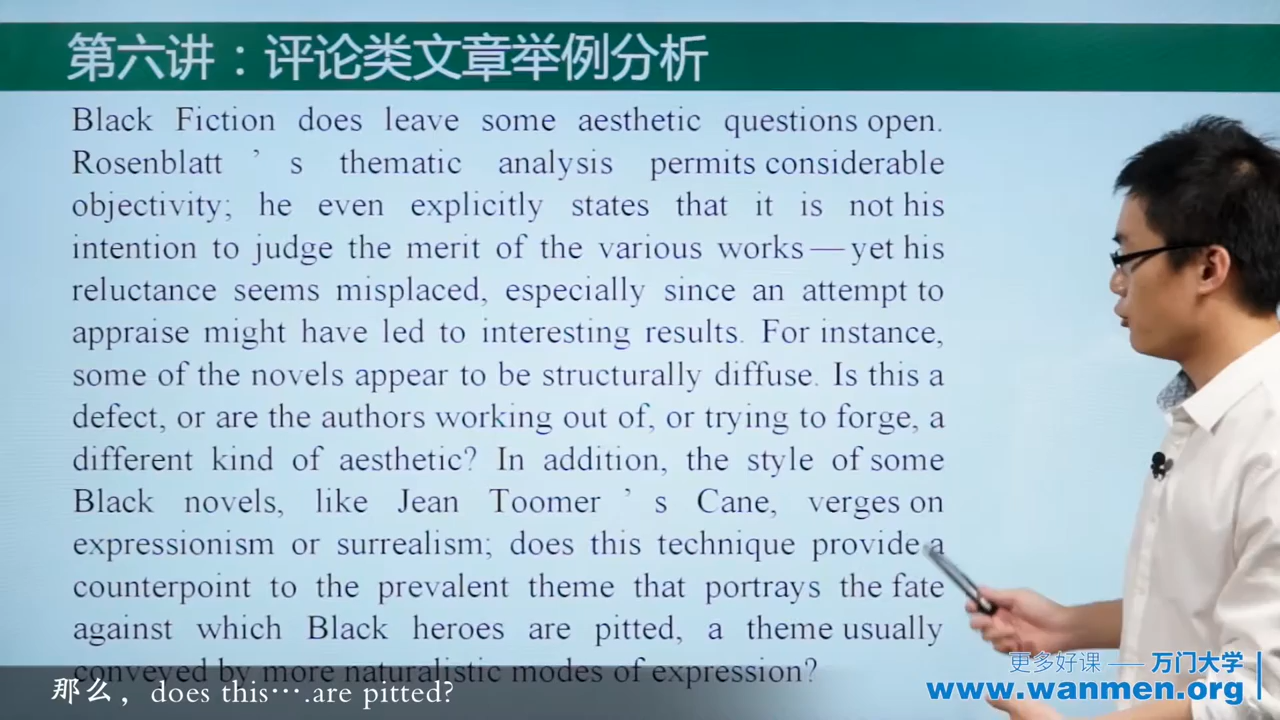 第六讲：评论类文章举例分析
Black Fiction does leave some aesthetic questions open.
Rosenblatt ’ s thematic analysis permits considerable
objectivity; he even explicitly states that it is not his
intention to judge the merit of the various works — yet his
reluctance seems misplaced, especially since an attempt to
appraise might have led to interesting results. For instance,
some of the novels appear to be structurally diffuse. Is this a
defect, or are the authors working out of, or trying to forge, a
different kind of aesthetic? In addition, the style of some
Black novels, like Jean Toomer ’ s Cane, verges on
expressionism or surrealism; does this technique provide a
counterpoint to the prevalent theme that portrays the fate
against which Black heroes are pitted, a theme usually
conveyed by more naturalistic modes of expression?
那么，does this….are pitted?
更多好课 —— 万门大学
www.wanmen.org